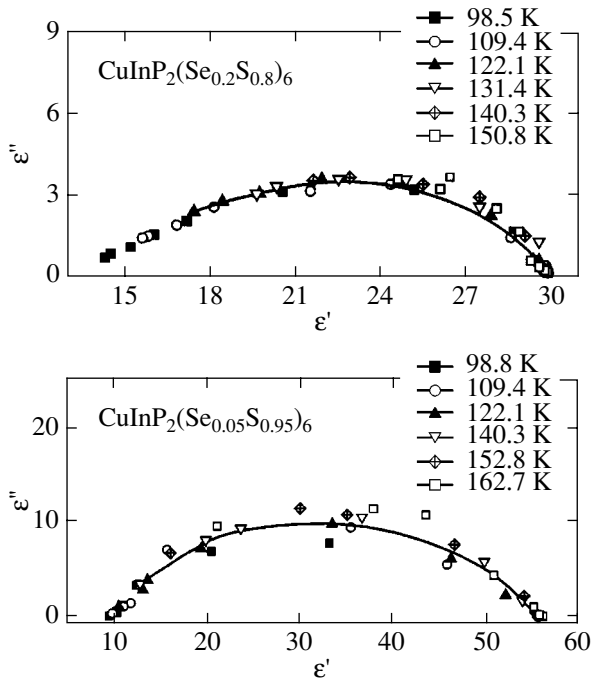 CuInP₂(Se₀.₂S₀.₈)₆
98.5 K
109.4 K
122.1 K
131.4 K
140.3 K
150.8 K
ε''
9
6
3
0
15 18 21 24 27 30
ε'
CuInP₂(Se₀.₀₅S₀.₉₅)₆
98.8 K
109.4 K
122.1 K
140.3 K
152.8 K
162.7 K
ε''
20
10
0
10 20 30 40 50 60
ε'